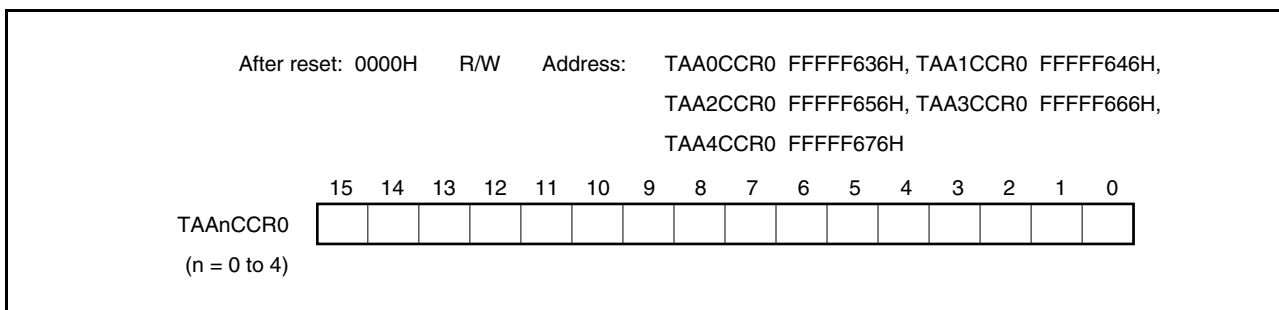 After reset: 0000H R/W Address: TAA0CCR0 FFFFF636H, TAA1CCR0 FFFFF646H,
TAA2CCR0 FFFFF656H, TAA3CCR0 FFFFF666H,
TAA4CCR0 FFFFF676H
15 14 13 12 11 10 9 8 7 6 5 4 3 2 1 0
TAAnCCR0
(n = 0 to 4)